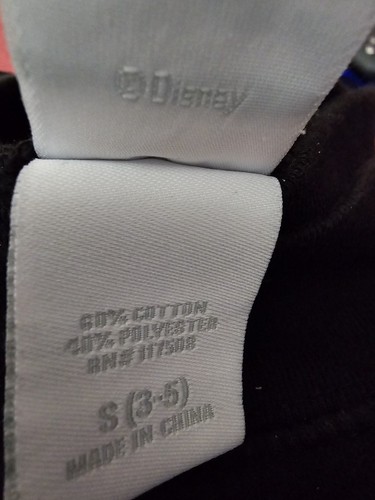 © Disney
60% COTTON
40% POLYESTER
RN# 117508
S (3-5)
MADE IN CHINA